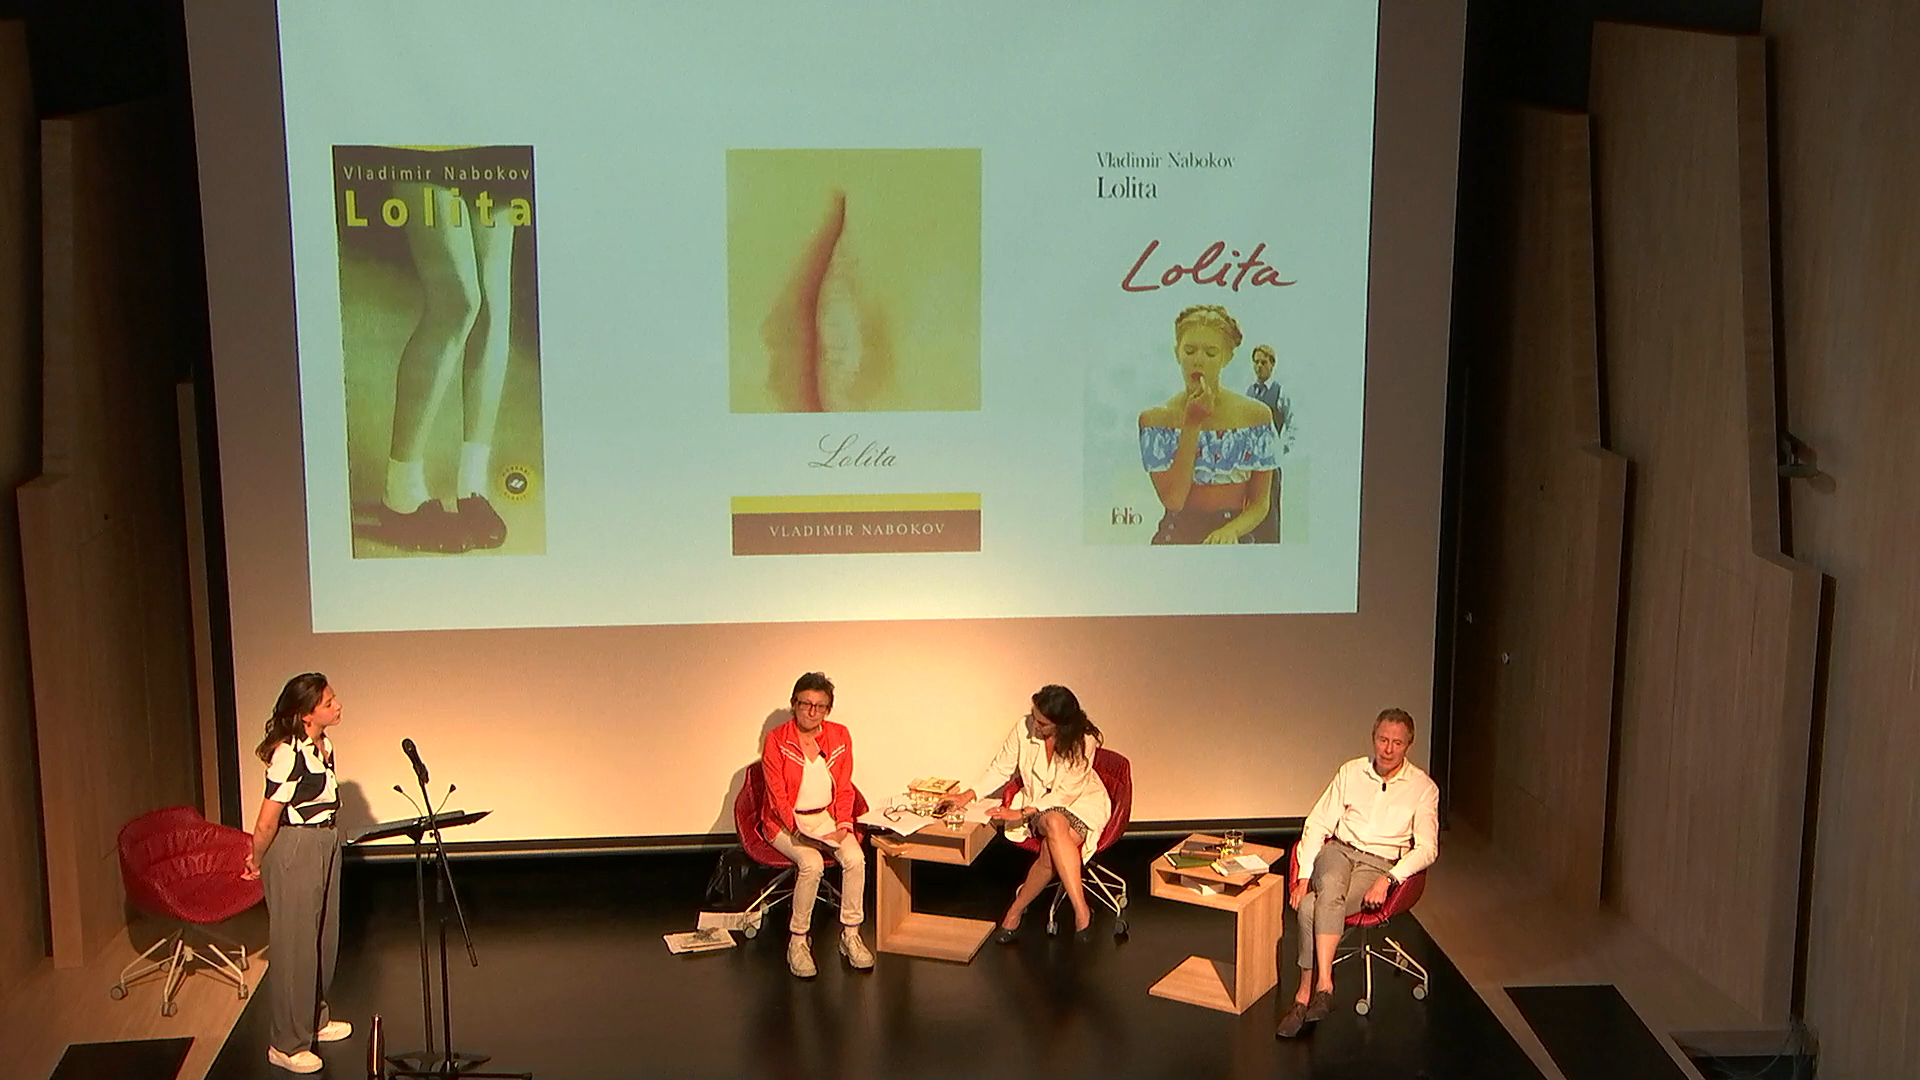 Vladimir Nabokov
Lolita
Lolita
VLADIMIR NABOKOV
Vladimir Nabokov
Lolita
Lolita
folio